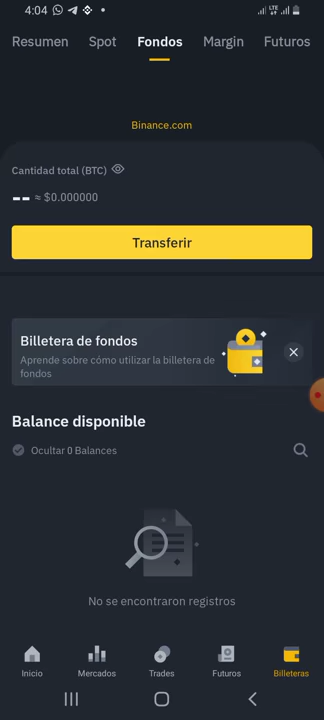 4:04
LTE
Resumen Spot Fondos Margin Futuros
Binance.com
Cantidad total (BTC)
-- ≈ $0.000000
Transferir
Billetera de fondos
Aprende sobre cómo utilizar la billetera de
fondos
Balance disponible
Ocultar 0 Balances
No se encontraron registros
Inicio Mercados Trades Futuros Billeteras